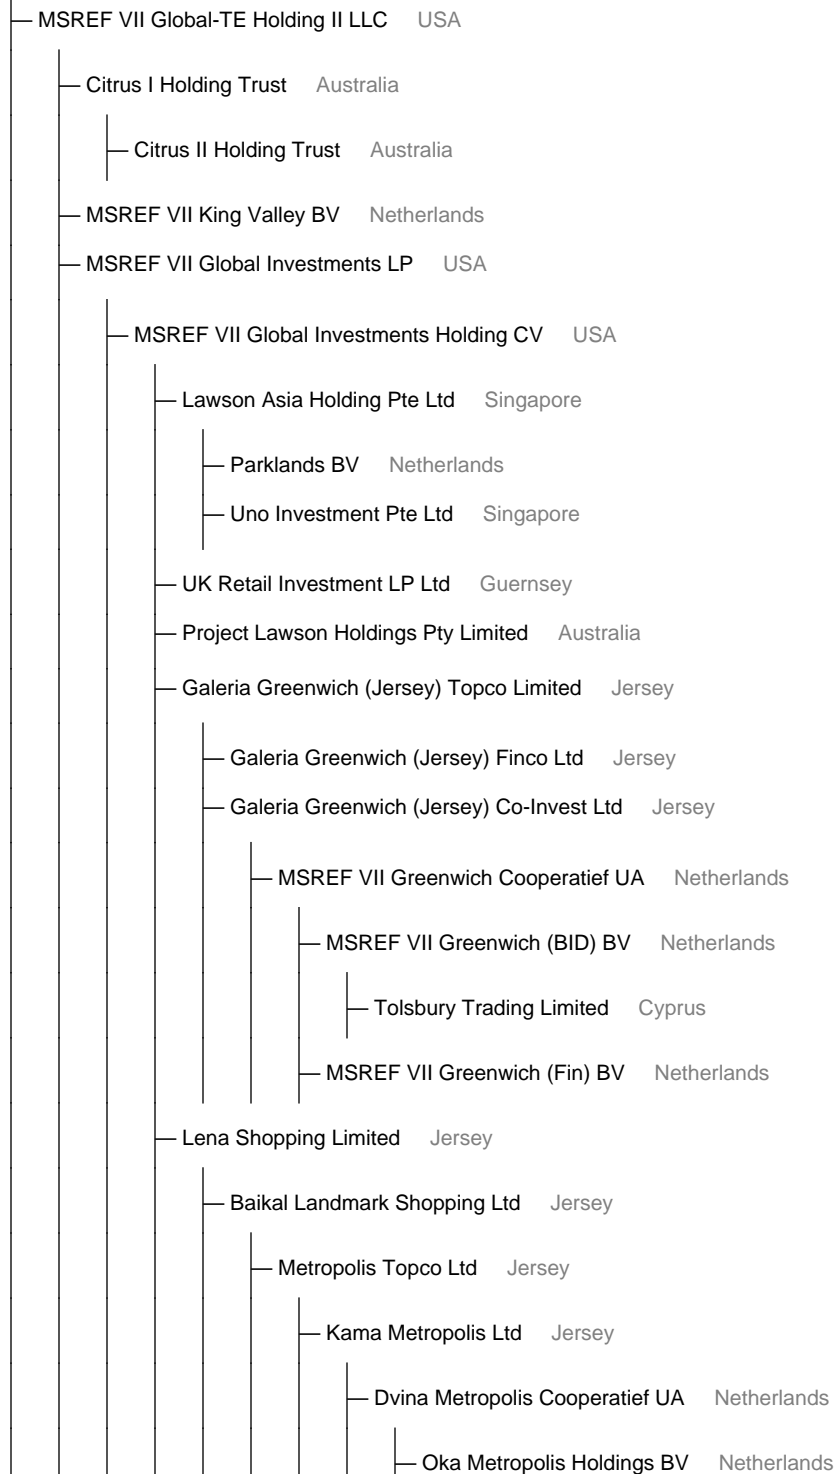 MSREF VII Global-TE Holding II LLC USA
Citrus I Holding Trust Australia
Citrus II Holding Trust Australia
MSREF VII King Valley BV Netherlands
MSREF VII Global Investments LP USA
MSREF VII Global Investments Holding CV USA
Lawson Asia Holding Pte Ltd Singapore
Parklands BV Netherlands
Uno Investment Pte Ltd Singapore
UK Retail Investment LP Ltd Guernsey
Project Lawson Holdings Pty Limited Australia
Galeria Greenwich (Jersey) Topco Limited Jersey
Galeria Greenwich (Jersey) Finco Ltd Jersey
Galeria Greenwich (Jersey) Co-Invest Ltd Jersey
MSREF VII Greenwich Cooperatief UA Netherlands
MSREF VII Greenwich (BID) BV Netherlands
Tolsbury Trading Limited Cyprus
MSREF VII Greenwich (Fin) BV Netherlands
Lena Shopping Limited Jersey
Baikal Landmark Shopping Ltd Jersey
Metropolis Topco Ltd Jersey
Kama Metropolis Ltd Jersey
Dvina Metropolis Cooperatief UA Netherlands
Oka Metropolis Holdings BV Netherlands